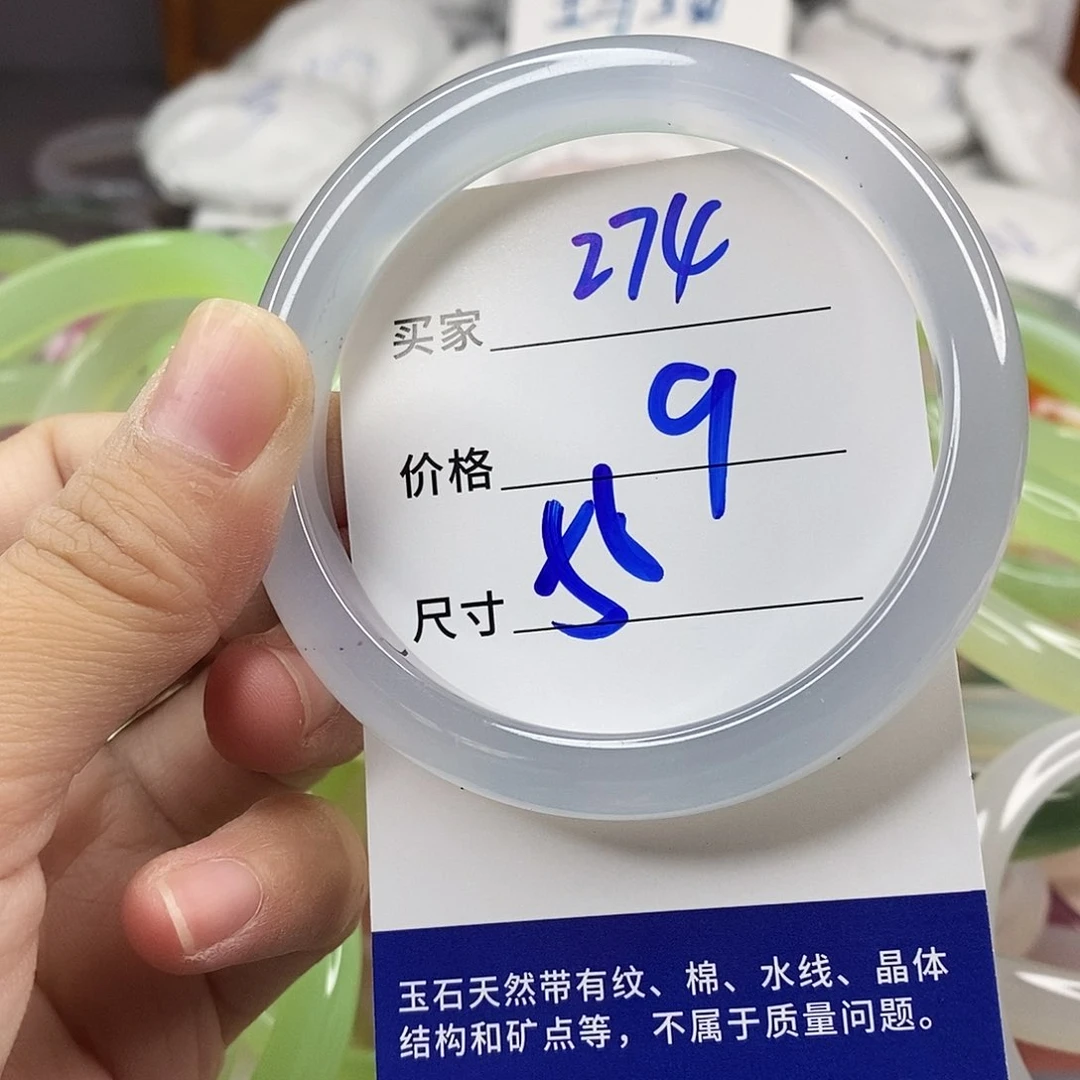 买家 274
价格 9
尺寸
玉石天然带有纹、棉、水线、晶体
结构和矿点等，不属于质量问题。